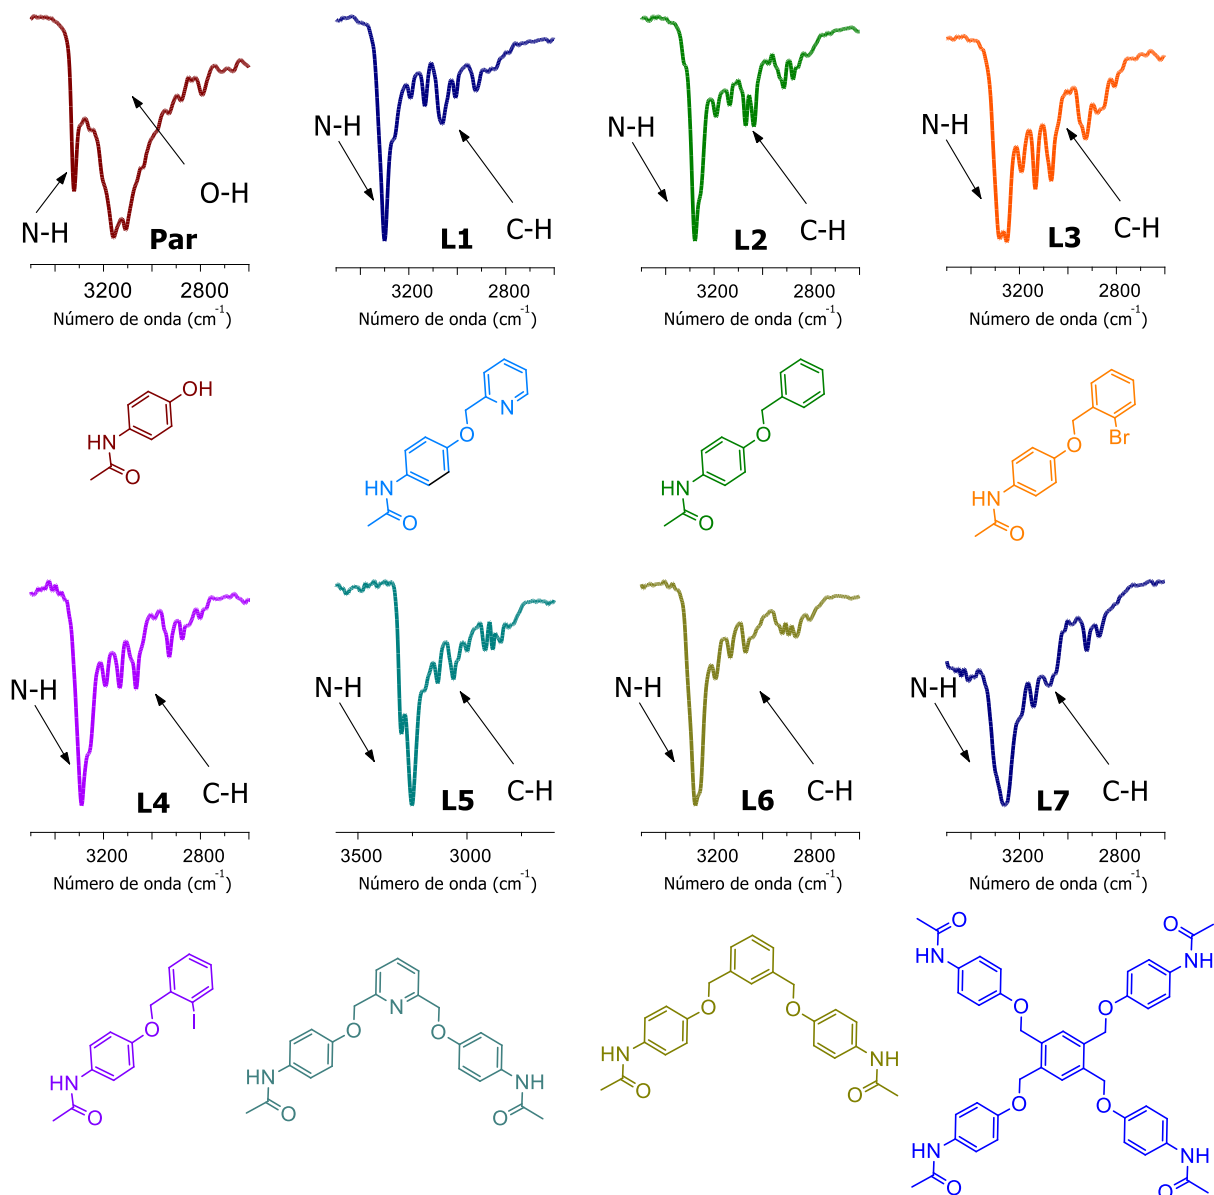 N-H
O-H
Par
3200 2800
Número de onda (cm-1)
N-H
C-H
L1
3200 2800
Número de onda (cm-1)
N-H
C-H
L2
3200 2800
Número de onda (cm-1)
N-H
C-H
L3
3200 2800
Número de onda (cm-1)
OH
HN
O
N
O
HN
O
O
HN
O
Br
O
HN
O
N-H
C-H
L4
3200 2800
Número de onda (cm-1)
N-H
C-H
L5
3500 3000
Número de onda (cm-1)
N-H
C-H
L6
3200 2800
Número de onda (cm-1)
N-H
C-H
L7
3200 2800
Número de onda (cm-1)
I
O
HN
O
N
O O
HN NH
O O
O O
HN NH
O O
O O
HN NH
O O
O O
HN NH
O O